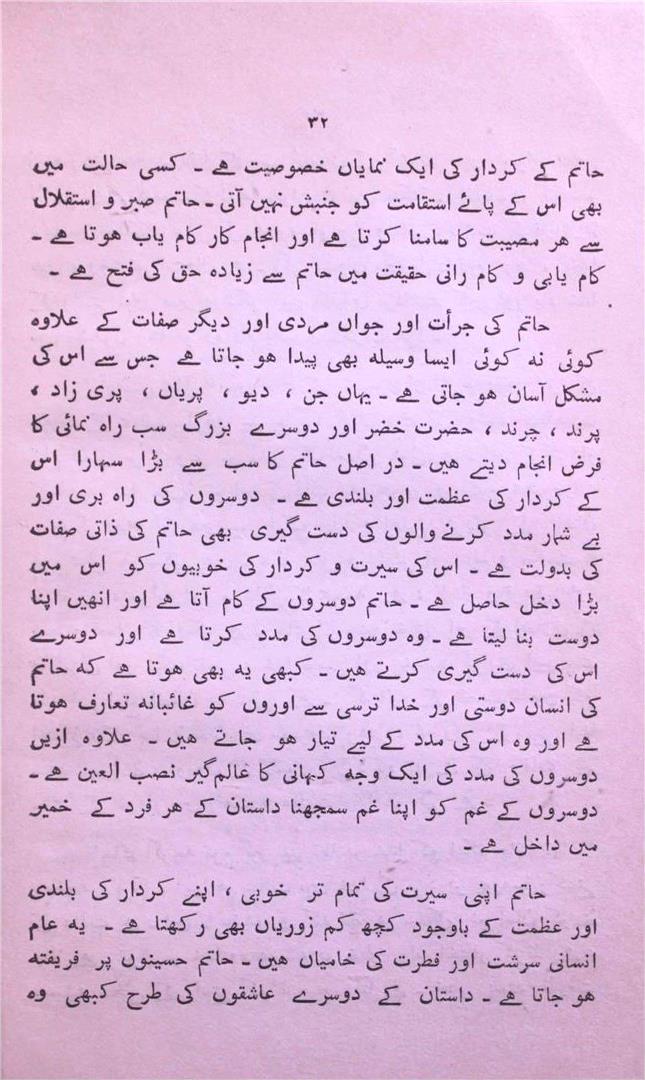 ۳۲
حاتم کے کردار کی ایک نمایاں خصوصیت ہے ۔ کسی حالت میں
بھی اس کے پائے استقامت کو جنبش نہیں آتی ۔ حاتم صبر و استقلال
سے ہر مصیبت کا سامنا کرتا ہے اور انجام کار کام یاب ہوتا ہے ۔
کام یابی و کام رانی حقیقت میں حاتم سے زیادہ حق کی فتح ہے ۔
حاتم کی جرأت اور جواں مردی اور دیگر صفات کے علاوہ
کوئی نہ کوئی ایسا وسیلہ بھی پیدا ہو جاتا ہے جس سے اس کی
مشکل آسان ہو جاتی ہے ۔ یہاں جن ، دیو ، پریاں ، پری زاد ،
پرند ، چرند ، حضرت خضر اور دوسرے بزرگ سب راہ نمائی کا
فرض انجام دیتے ہیں ۔ در اصل حاتم کا سب سے بڑا سہارا اس
کے کردار کی عظمت اور بلندی ہے ۔ دوسروں کی راہ بری اور
بے شمار مدد کرنے والوں کی دست گیری بھی حاتم کی ذاتی صفات
کی بدولت ہے ۔ اس کی سیرت و کردار کی خوبیوں کو اس میں
بڑا دخل حاصل ہے ۔ حاتم دوسروں کے کام آتا ہے اور انھیں اپنا
دوست بنا لیتا ہے ۔ وہ دوسروں کی مدد کرتا ہے اور دوسرے
اس کی دست گیری کرتے ہیں ۔ کبھی یہ بھی ہوتا ہے کہ حاتم
کی انسان دوستی اور خدا ترسی سے اوروں کو غائبانہ تعارف ہوتا
ہے اور وہ اس کی مدد کے لیے تیار ہو جاتے ہیں ۔ علاوہ ازیں
دوسروں کی مدد کی ایک وجہ کہانی کا عالم گیر نصب العین ہے ۔
دوسروں کے غم کو اپنا غم سمجھنا داستان کے ہر فرد کے خمیر
میں داخل ہے ۔
حاتم اپنی سیرت کی تمام تر خوبی ، اپنے کردار کی بلندی
اور عظمت کے باوجود کچھ کم زوریاں بھی رکھتا ہے ۔ یہ عام
انسانی سرشت اور فطرت کی خامیاں ہیں ۔ حاتم حسینوں پر فریفتہ
ہو جاتا ہے ۔ داستان کے دوسرے عاشقوں کی طرح کبھی وہ